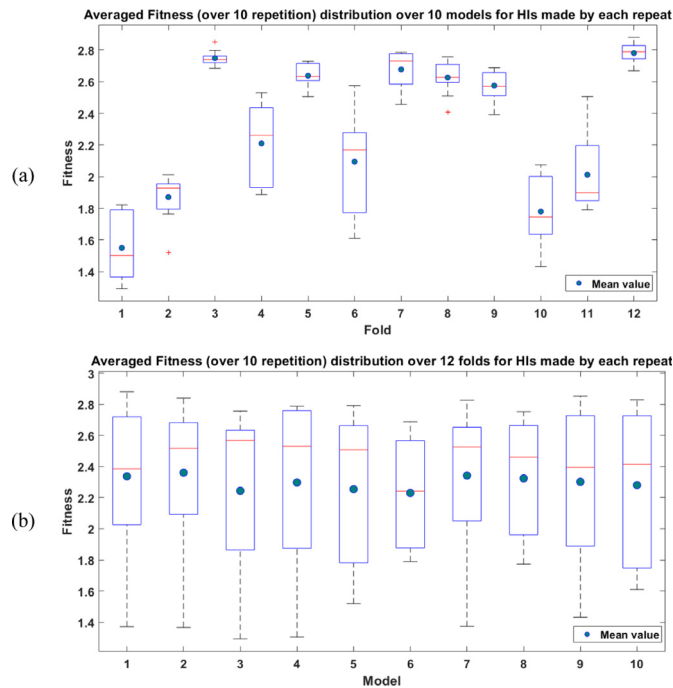 Averaged Fitness (over 10 repetition) distribution over 10 models for HIs made by each repeat
2.8
2.6
2.4
2.2
2
1.8
1.6
1.4
Fitness
(a)
Mean value
1 2 3 4 5 6 7 8 9 10 11 12
Fold
Averaged Fitness (over 10 repetition) distribution over 12 folds for HIs made by each repeat
3
2.8
2.6
2.4
2.2
2
1.8
1.6
1.4
Fitness
(b)
Mean value
1 2 3 4 5 6 7 8 9 10
Model